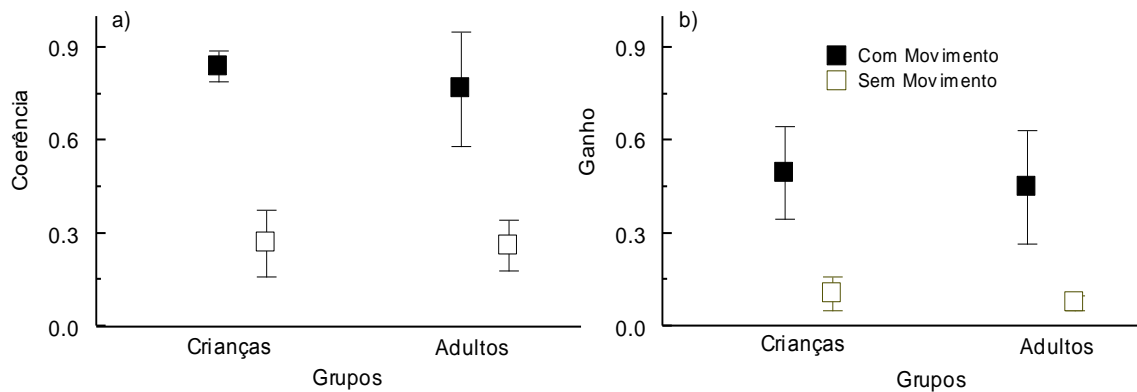 a)
0.9
0.6
0.3
0.0
Coerência
Crianças
Adultos
Grupos
b)
Com Movimento
Sem Movimento
0.9
0.6
0.3
0.0
Ganho
Crianças
Adultos
Grupos